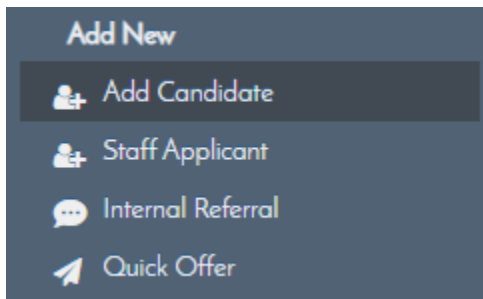 Add New
Add Candidate
Staff Applicant
Internal Referral
Quick Offer